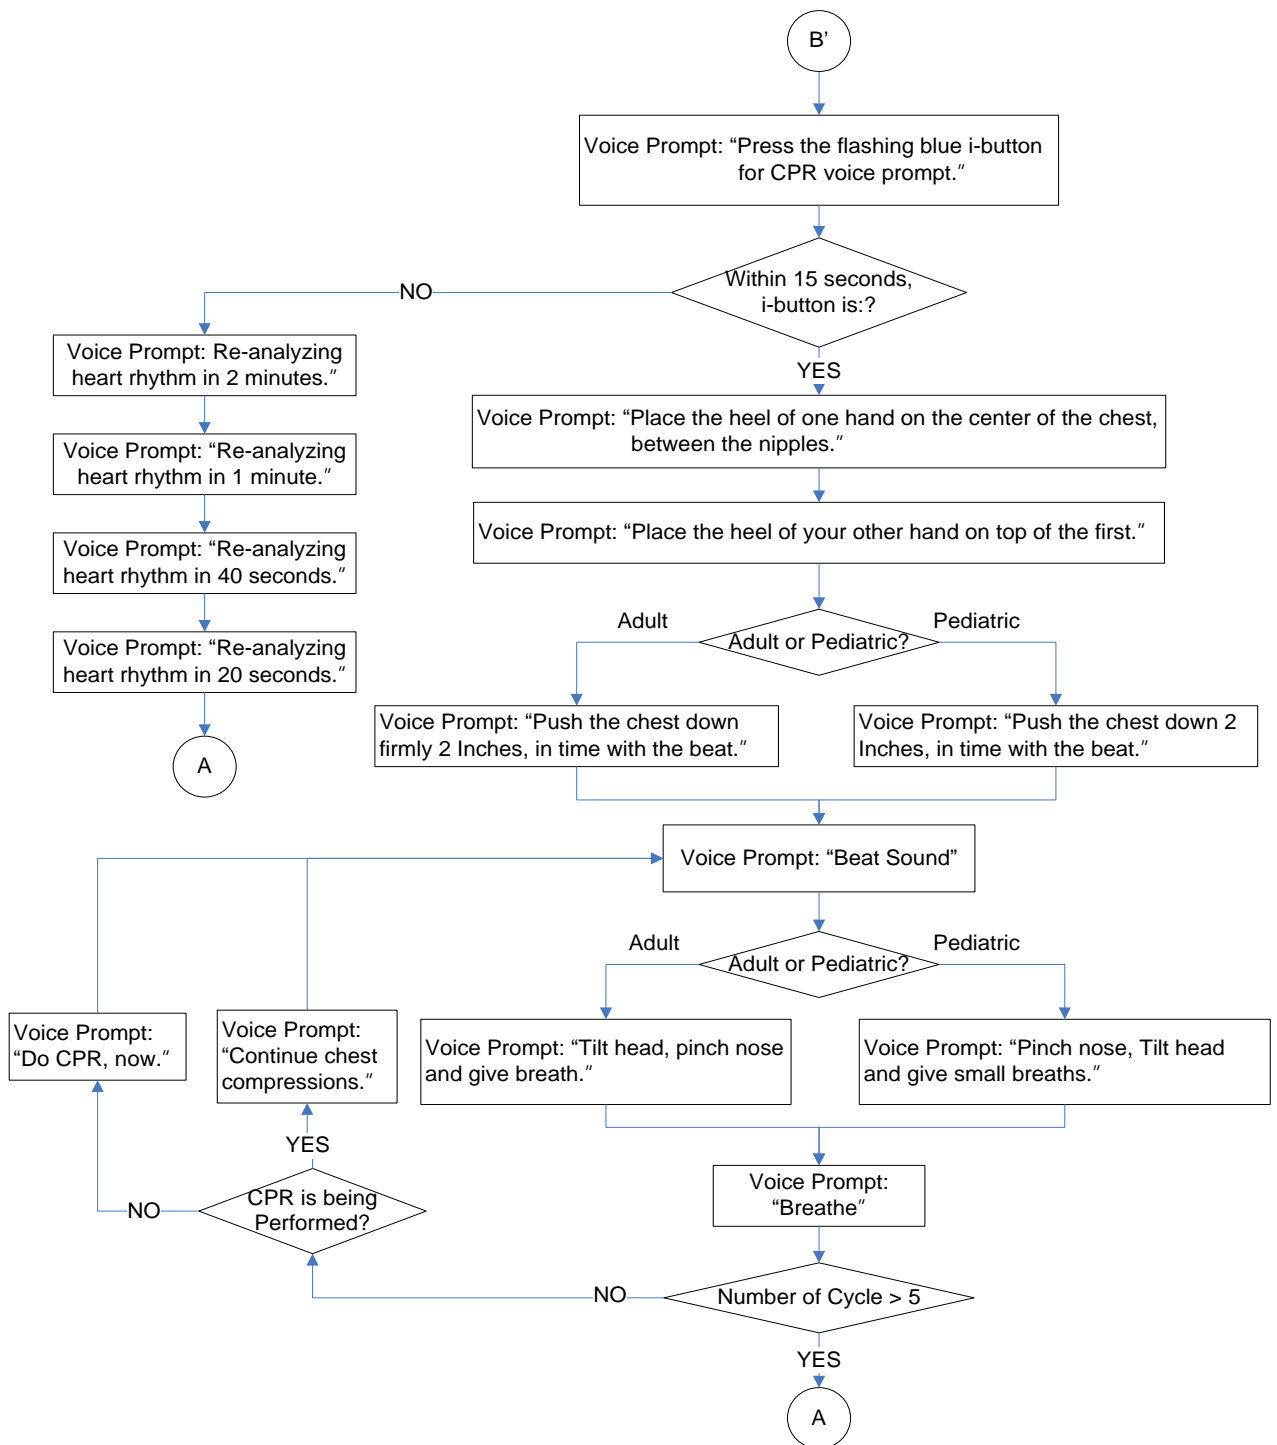 B’
Voice Prompt: “Press the flashing blue i-button
for CPR voice prompt.”
Within 15 seconds,
i-button is:?
NO
YES
Voice Prompt: Re-analyzing
heart rhythm in 2 minutes.”
Voice Prompt: “Re-analyzing
heart rhythm in 1 minute.”
Voice Prompt: “Re-analyzing
heart rhythm in 40 seconds.”
Voice Prompt: “Re-analyzing
heart rhythm in 20 seconds.”
A
Voice Prompt: “Place the heel of one hand on the center of the chest,
between the nipples.”
Voice Prompt: “Place the heel of your other hand on top of the first.”
Adult
Adult or Pediatric?
Pediatric
Voice Prompt: “Push the chest down
firmly 2 Inches, in time with the beat.”
Voice Prompt: “Push the chest down 2
Inches, in time with the beat.”
Voice Prompt: “Beat Sound”
Adult
Adult or Pediatric?
Pediatric
Voice Prompt: “Tilt head, pinch nose
and give breath.”
Voice Prompt: “Pinch nose, Tilt head
and give small breaths.”
Voice Prompt:
“Breathe”
Number of Cycle > 5
NO
CPR is being
Performed?
NO
Voice Prompt:
“Do CPR, now.”
YES
Voice Prompt:
“Continue chest
compressions.”
YES
A